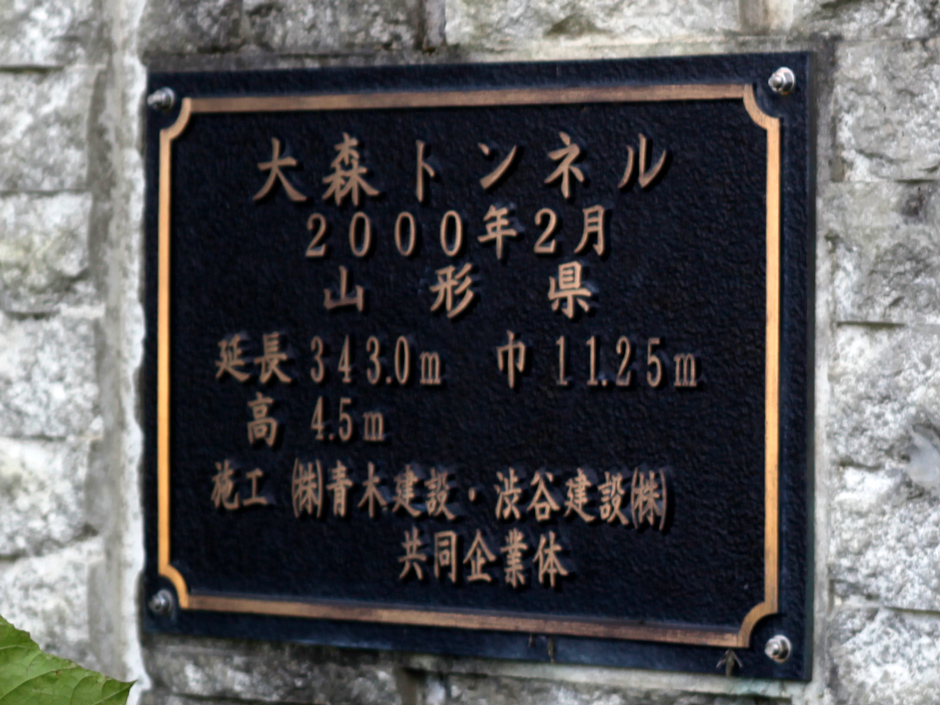 大森トンネル
2000年2月
山形県
延長343.0m 巾11.25m
高 4.5m
施工 ㈱青木建設・渋谷建設㈱
共同企業体